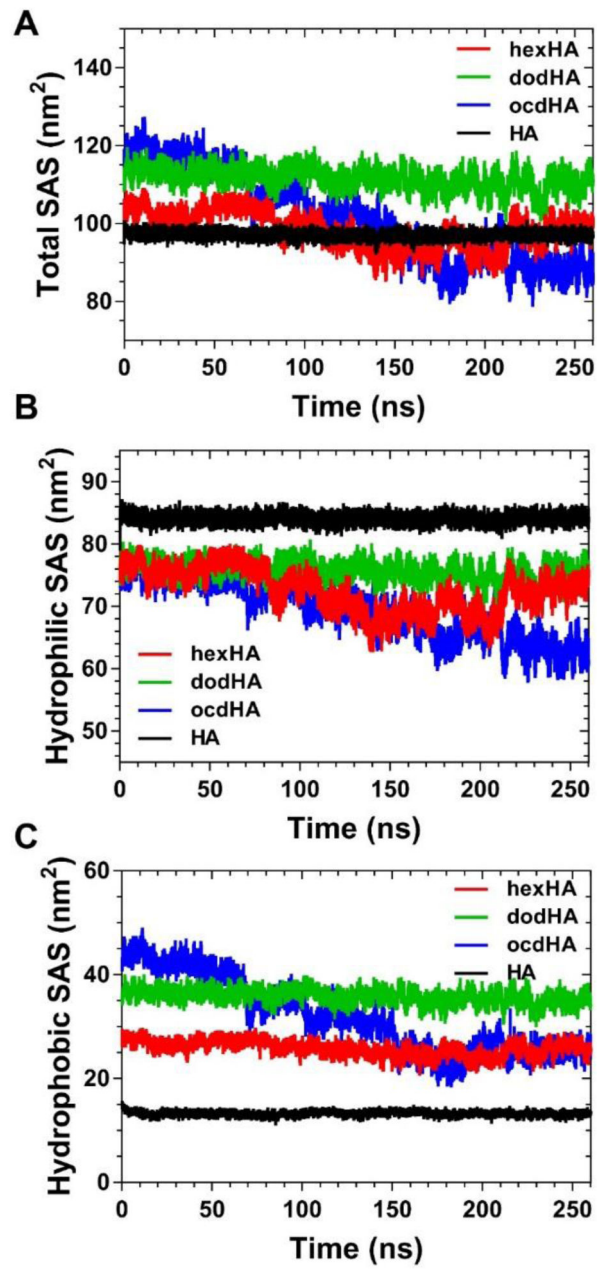 A
Total SAS (nm²)
140
120
100
80
hexHA
dodHA
ocdHA
HA
0 50 100 150 200 250
Time (ns)
B
Hydrophilic SAS (nm²)
90
80
70
60
50
hexHA
dodHA
ocdHA
HA
0 50 100 150 200 250
Time (ns)
C
Hydrophobic SAS (nm²)
60
40
20
0
hexHA
dodHA
ocdHA
HA
0 50 100 150 200 250
Time (ns)